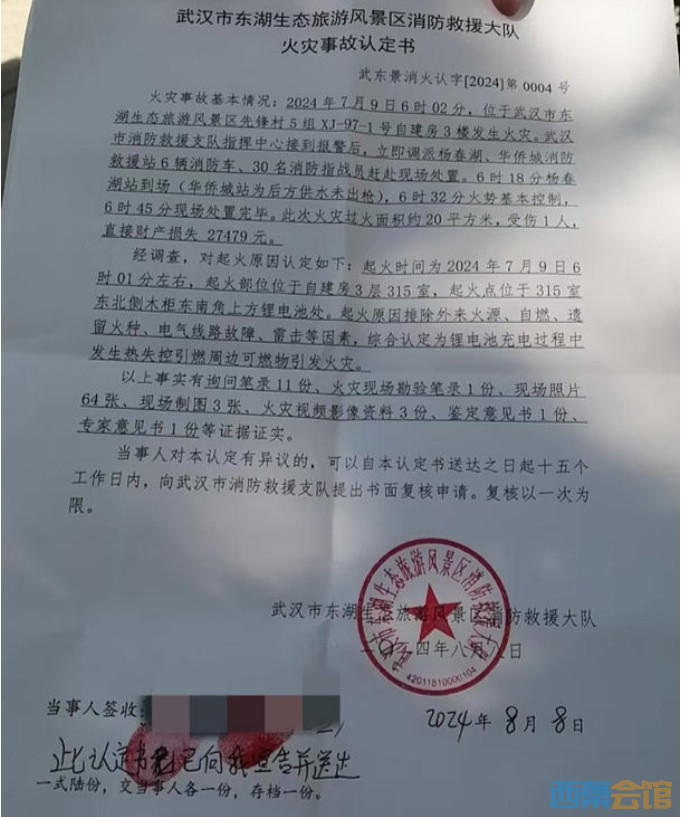 武汉市东湖生态旅游风景区消防救援大队
火灾事故认定书
武东景消火认字[2024]第 0004 号
火灾事故基本情况：2024年7月9日6时02分，位于武汉市东
湖生态旅游风景区先锋村5组XJ-97-1号自建房3楼发生火灾。武汉
市消防救援支队指挥中心接到报警后，立即调派杨春湖、华侨城消防
救援站6辆消防车、30名消防指战员赶赴现场处置。6时18分杨春
湖站到场（华侨城站为后方供水未出枪），6时32分火势基本控制，
6时45分现场处置完毕。此次火灾过火面积约20平方米，受伤1人，
直接财产损失 27479元。
经调查，对起火原因认定如下：起火时间为2024年7月9日6
时01分左右，起火部位位于自建房3层315室，起火点位于315室
东北侧木柜东南角上方锂电池处。起火原因排除外来火源、自燃、遗
留火种、电气线路故障、雷击等因素，综合认定为锂电池充电过程中
发生热失控引燃周边可燃物引发火灾。
以上事实有询问笔录11份、火灾现场勘验笔录1份、现场照片
64张、现场制图3张、火灾视频影像资料3份、鉴定意见书1份、
专家意见书1份等证据证实。
当事人对本认定有异议的，可以自本认定书送达之日起十五个
工作日内，向武汉市消防救援支队提出书面复核申请。复核以一次为
限。
武汉市东湖生态旅游风景区消防救援大队
二〇二四年八月八日
42011810000104
当事人签收：
2024年8月8日
此认定书已向我宣告并送出
一式陆份，交当事人各一份，存档一份。
西秦会馆